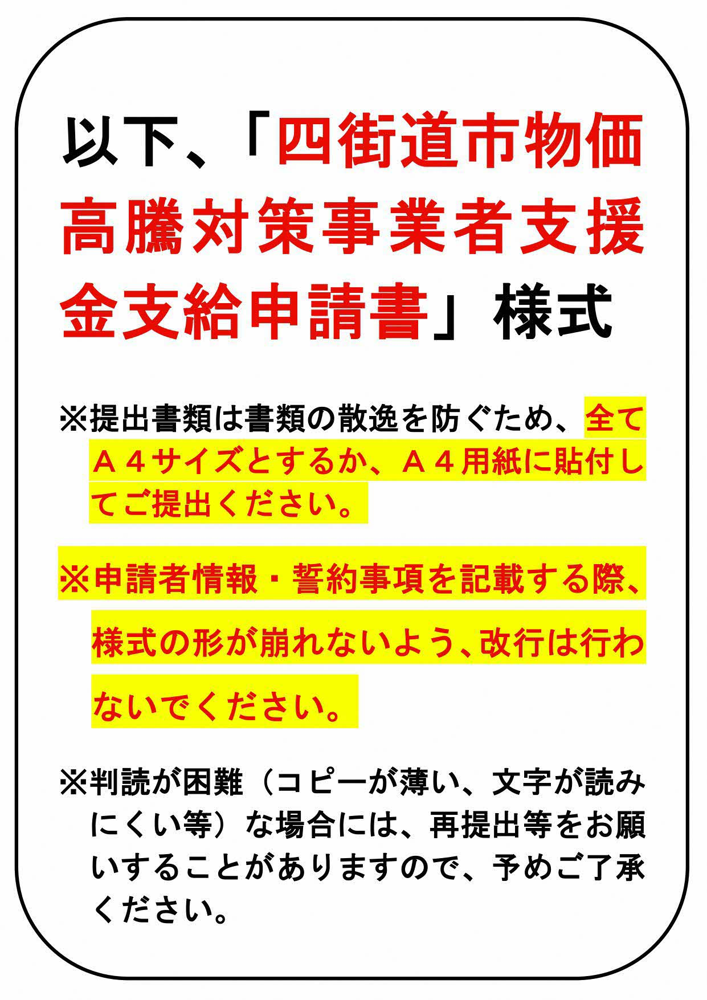 以下、「四街道市物価
高騰対策事業者支援
金支給申請書」様式
※提出書類は書類の散逸を防ぐため、全て
Ａ４サイズとするか、Ａ４用紙に貼付し
てご提出ください。
※申請者情報・誓約事項を記載する際、
様式の形が崩れないよう、改行は行わ
ないでください。
※判読が困難（コピーが薄い、文字が読み
にくい等）な場合には、再提出等をお願
いすることがありますので、予めご了承
ください。